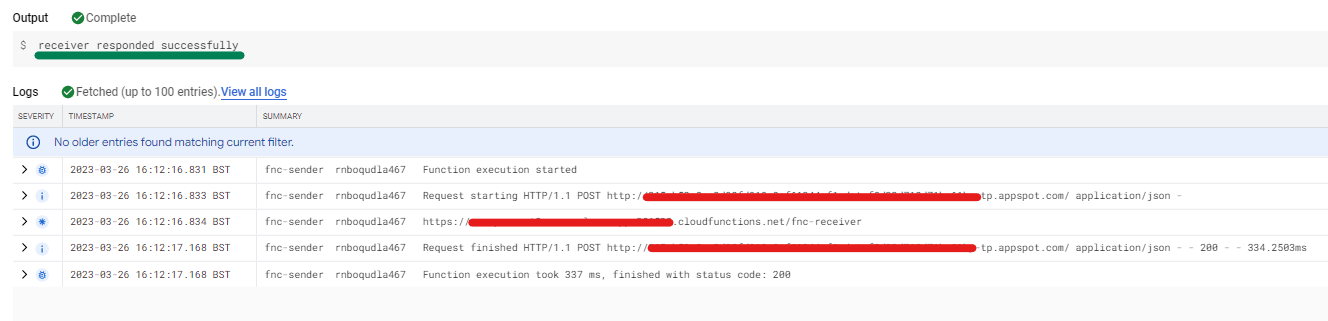 Output Complete
$ receiver responded successfully
Logs Fetched (up to 100 entries). View all logs
SEVERITY TIMESTAMP SUMMARY
No older entries found matching current filter.
2023-03-26 16:12:16.831 BST fnc-sender rnboqudla467 Function execution started
2023-03-26 16:12:16.833 BST fnc-sender rnboqudla467 Request starting HTTP/1.1 POST http:/ tp.appspot.com/ application/json -
2023-03-26 16:12:16.834 BST fnc-sender rnboqudla467 https:/ .cloudfunctions.net/fnc-receiver
2023-03-26 16:12:17.168 BST fnc-sender rnboqudla467 Request finished HTTP/1.1 POST http:/ -tp.appspot.com/ application/json - - 200 - - 334.2503ms
2023-03-26 16:12:17.168 BST fnc-sender rnboqudla467 Function execution took 337 ms, finished with status code: 200